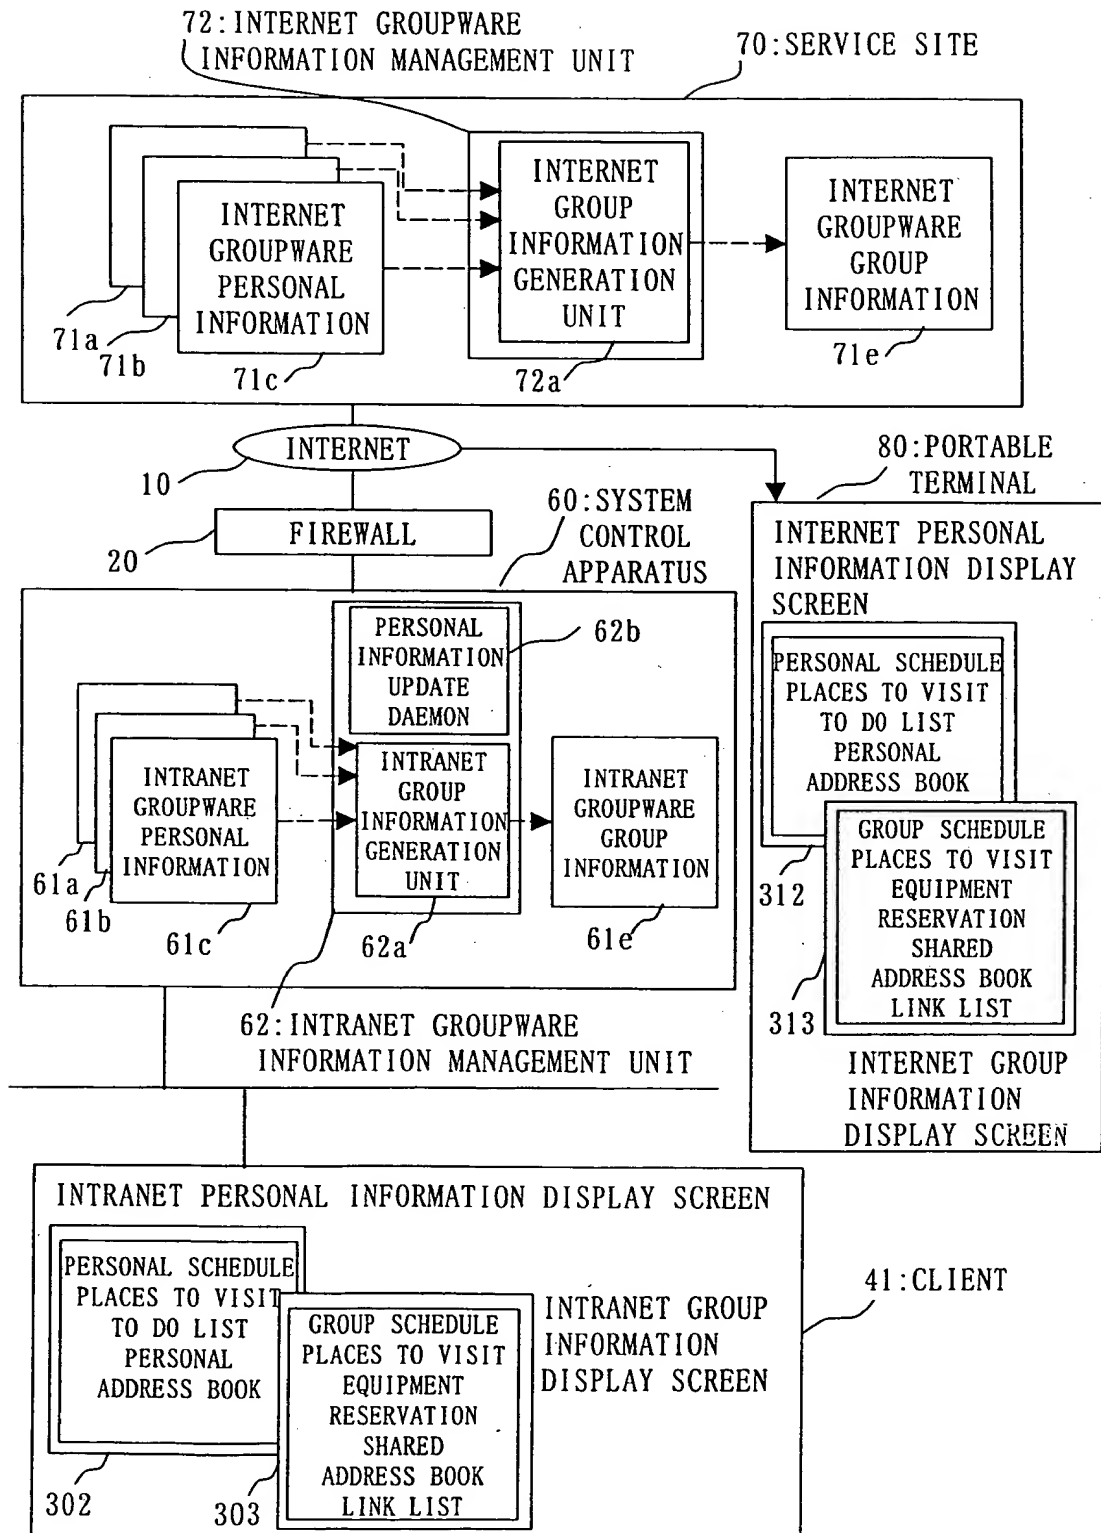 72:INTERNET GROUPWARE
INFORMATION MANAGEMENT UNIT
70:SERVICE SITE
INTERNET
GROUPWARE
PERSONAL
INFORMATION
71a
71b
71c
INTERNET
GROUP
INFORMATION
GENERATION
UNIT
72a
INTERNET
GROUPWARE
GROUP
INFORMATION
71e
INTERNET
10
FIREWALL
20
60:SYSTEM
CONTROL
APPARATUS
80:PORTABLE
TERMINAL
INTERNET PERSONAL
INFORMATION DISPLAY
SCREEN
PERSONAL SCHEDULE
PLACES TO VISIT
TO DO LIST
PERSONAL
ADDRESS BOOK
312
GROUP SCHEDULE
PLACES TO VISIT
EQUIPMENT
RESERVATION
SHARED
ADDRESS BOOK
LINK LIST
313
INTERNET GROUP
INFORMATION
DISPLAY SCREEN
PERSONAL
INFORMATION
UPDATE
DAEMON
62b
INTRANET
GROUPWARE
PERSONAL
INFORMATION
61a
61b
61c
INTRANET
GROUP
INFORMATION
GENERATION
UNIT
62a
INTRANET
GROUPWARE
GROUP
INFORMATION
61e
62:INTRANET GROUPWARE
INFORMATION MANAGEMENT UNIT
INTRANET PERSONAL INFORMATION DISPLAY SCREEN
PERSONAL SCHEDULE
PLACES TO VISIT
TO DO LIST
PERSONAL
ADDRESS BOOK
302
GROUP SCHEDULE
PLACES TO VISIT
EQUIPMENT
RESERVATION
SHARED
ADDRESS BOOK
LINK LIST
303
INTRANET GROUP
INFORMATION
DISPLAY SCREEN
41:CLIENT